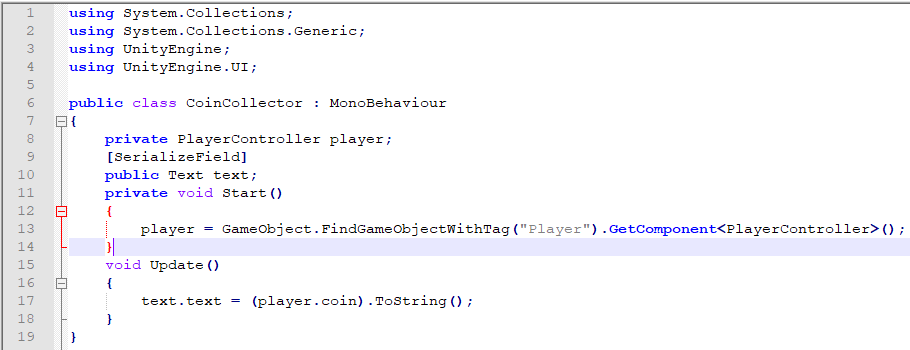 1 using System.Collections;
2 using System.Collections.Generic;
3 using UnityEngine;
4 using UnityEngine.UI;
5
6 public class CoinCollector : MonoBehaviour
7 {
8     private PlayerController player;
9     [SerializeField]
10     public Text text;
11     private void Start()
12     {
13         player = GameObject.FindGameObjectWithTag("Player").GetComponent<PlayerController>();
14     }
15     void Update()
16     {
17         text.text = (player.coin).ToString();
18     }
19 }